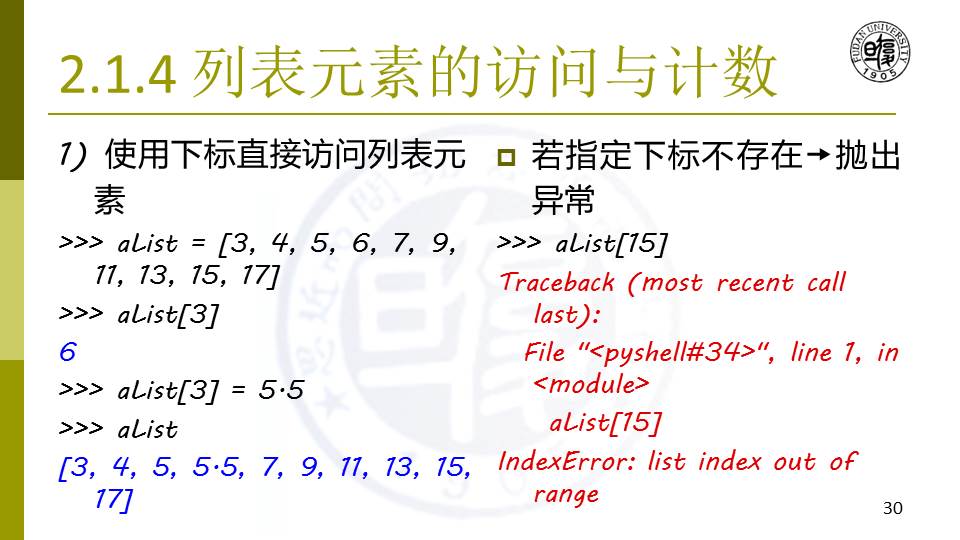 2.1.4 列表元素的访问与计数
FUDAN UNIVERSITY
1905
1) 使用下标直接访问列表元
素
>>> aList = [3, 4, 5, 6, 7, 9,
11, 13, 15, 17]
>>> aList[3]
6
>>> aList[3] = 5.5
>>> aList
[3, 4, 5, 5.5, 7, 9, 11, 13, 15,
17]
若指定下标不存在→抛出
异常
>>> aList[15]
Traceback (most recent call
last):
File "<pyshell#34>", line 1, in
<module>
aList[15]
IndexError: list index out of
range
30